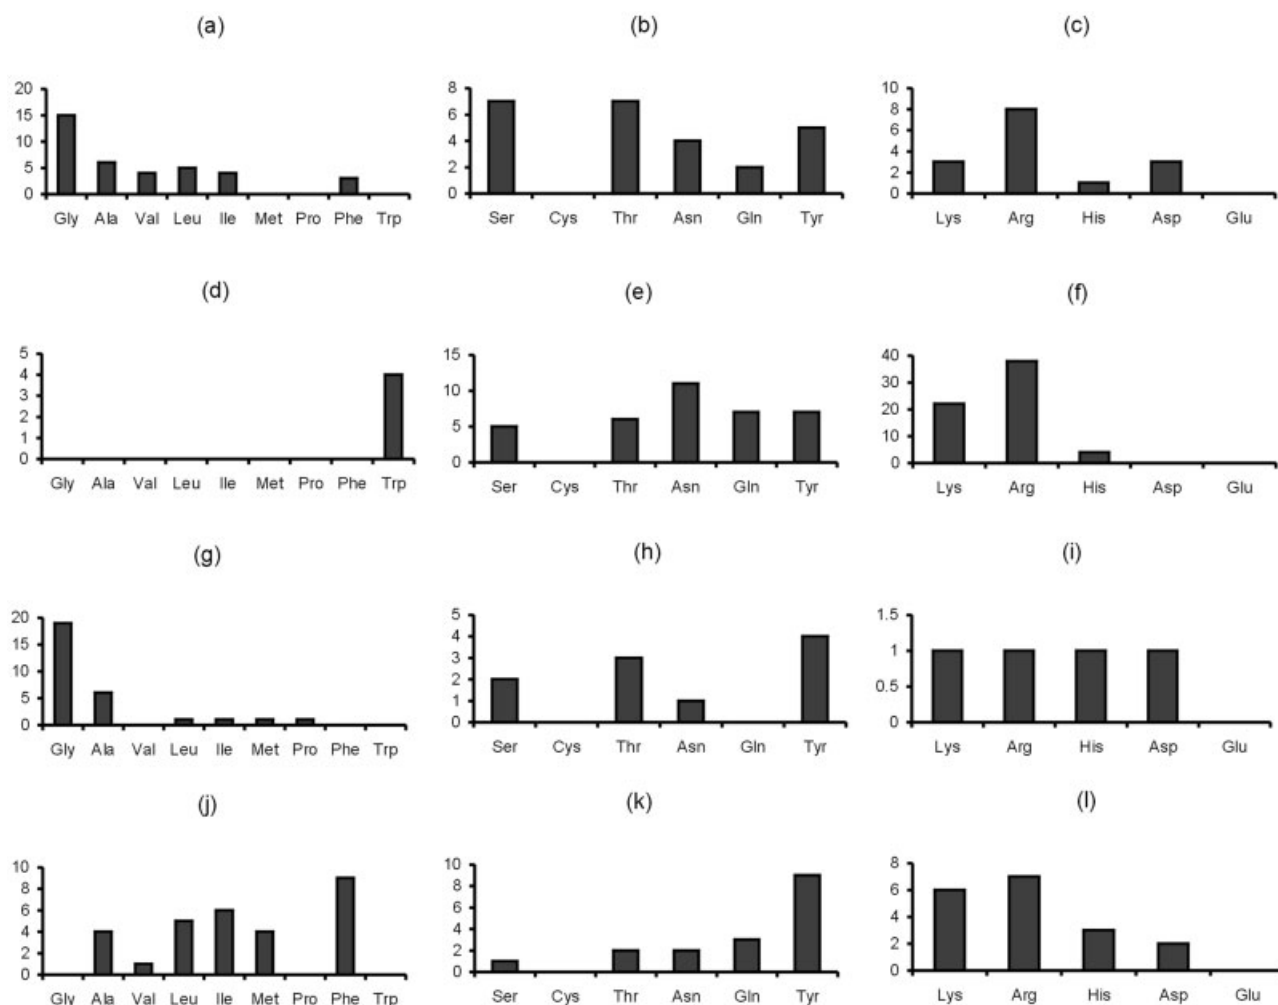 (a) (b) (c)
20 15 10 5 0
Gly Ala Val Leu Ile Met Pro Phe Trp
8 6 4 2 0
Ser Cys Thr Asn Gln Tyr
10 8 6 4 2 0
Lys Arg His Asp Glu
(d) (e) (f)
5 4 3 2 1 0
Gly Ala Val Leu Ile Met Pro Phe Trp
15 10 5 0
Ser Cys Thr Asn Gln Tyr
40 30 20 10 0
Lys Arg His Asp Glu
(g) (h) (i)
20 15 10 5 0
Gly Ala Val Leu Ile Met Pro Phe Trp
5 4 3 2 1 0
Ser Cys Thr Asn Gln Tyr
1.5 1 0.5 0
Lys Arg His Asp Glu
(j) (k) (l)
10 8 6 4 2 0
Gly Ala Val Leu Ile Met Pro Phe Trp
10 8 6 4 2 0
Ser Cys Thr Asn Gln Tyr
8 6 4 2 0
Lys Arg His Asp Glu